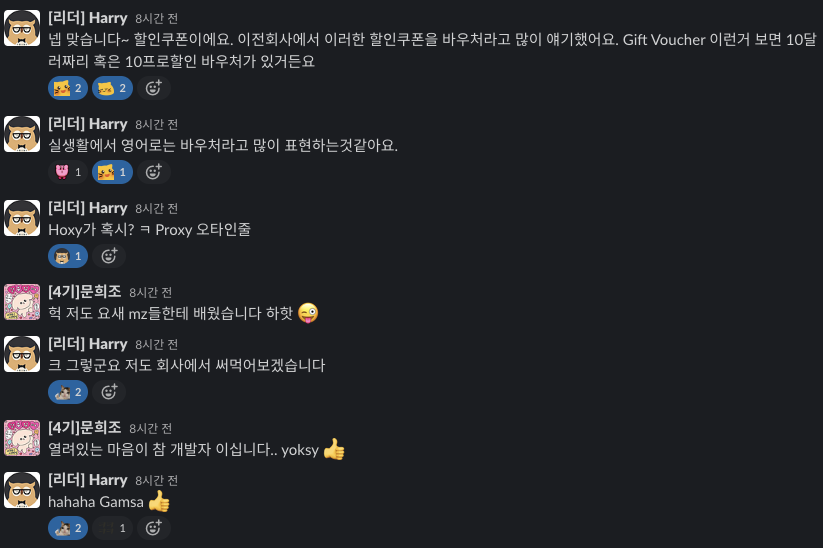 [리더] Harry 8시간 전
넵 맞습니다~ 할인쿠폰이에요. 이전회사에서 이러한 할인쿠폰을 바우처라고 많이 얘기했어요. Gift Voucher 이런거 보면 10달
러짜리 혹은 10프로할인 바우처가 있거든요
2 2
[리더] Harry 8시간 전
실생활에서 영어로는 바우처라고 많이 표현하는것같아요.
1 1
[리더] Harry 8시간 전
Hoxy가 혹시? ㅋ Proxy 오타인줄
1
[4기]문희조 8시간 전
헉 저도 요새 mz들한테 배웠습니다 하핫 😜
[리더] Harry 8시간 전
크 그렇군요 저도 회사에서 써먹어보겠습니다
2
[4기]문희조 8시간 전
열려있는 마음이 참 개발자 이십니다.. yoksy 👍
[리더] Harry 8시간 전
hahaha Gamsa 👍
2 1